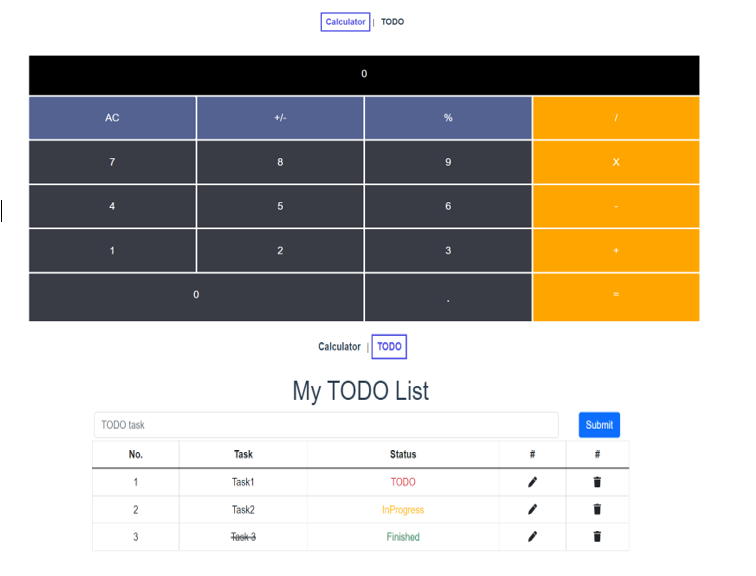 Calculator | TODO
0
AC +/- % /
7 8 9 X
4 5 6 -
1 2 3 +
0 . =
Calculator | TODO
My TODO List
TODO task Submit
No. Task Status # #
1 Task1 TODO
2 Task2 InProgress
3 Task 3 Finished